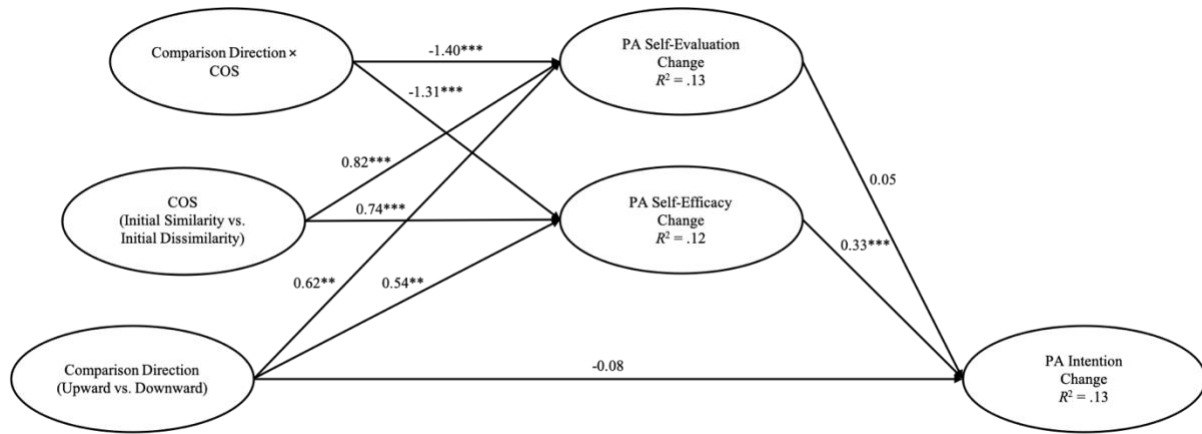 Comparison Direction ×
COS
-1.40***
-1.31***
PA Self-Evaluation
Change
R² = .13
COS
(Initial Similarity vs.
Initial Dissimilarity)
0.82***
0.74***
PA Self-Efficacy
Change
R² = .12
0.05
0.33***
Comparison Direction
(Upward vs. Downward)
0.62**
0.54**
-0.08
PA Intention
Change
R² = .13